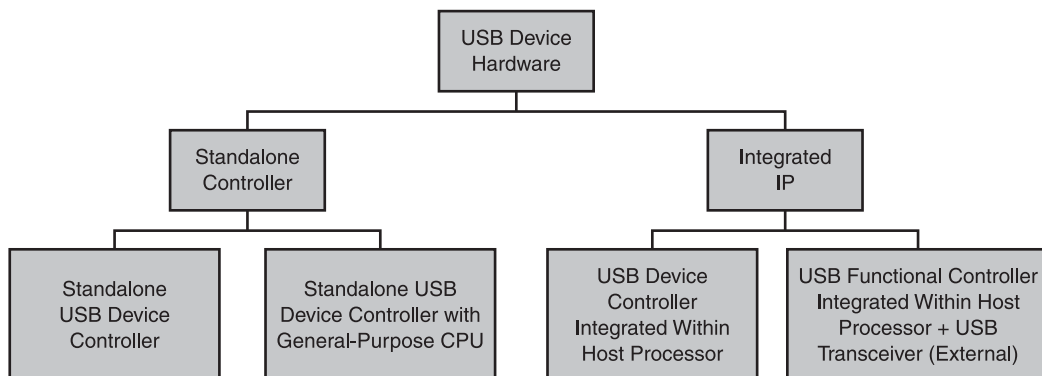 USB Device
Hardware
Standalone
Controller
Integrated
IP
Standalone
USB Device
Controller
Standalone USB
Device Controller with
General-Purpose CPU
USB Device
Controller
Integrated Within
Host Processor
USB Functional Controller
Integrated Within Host
Processor + USB
Transceiver (External)